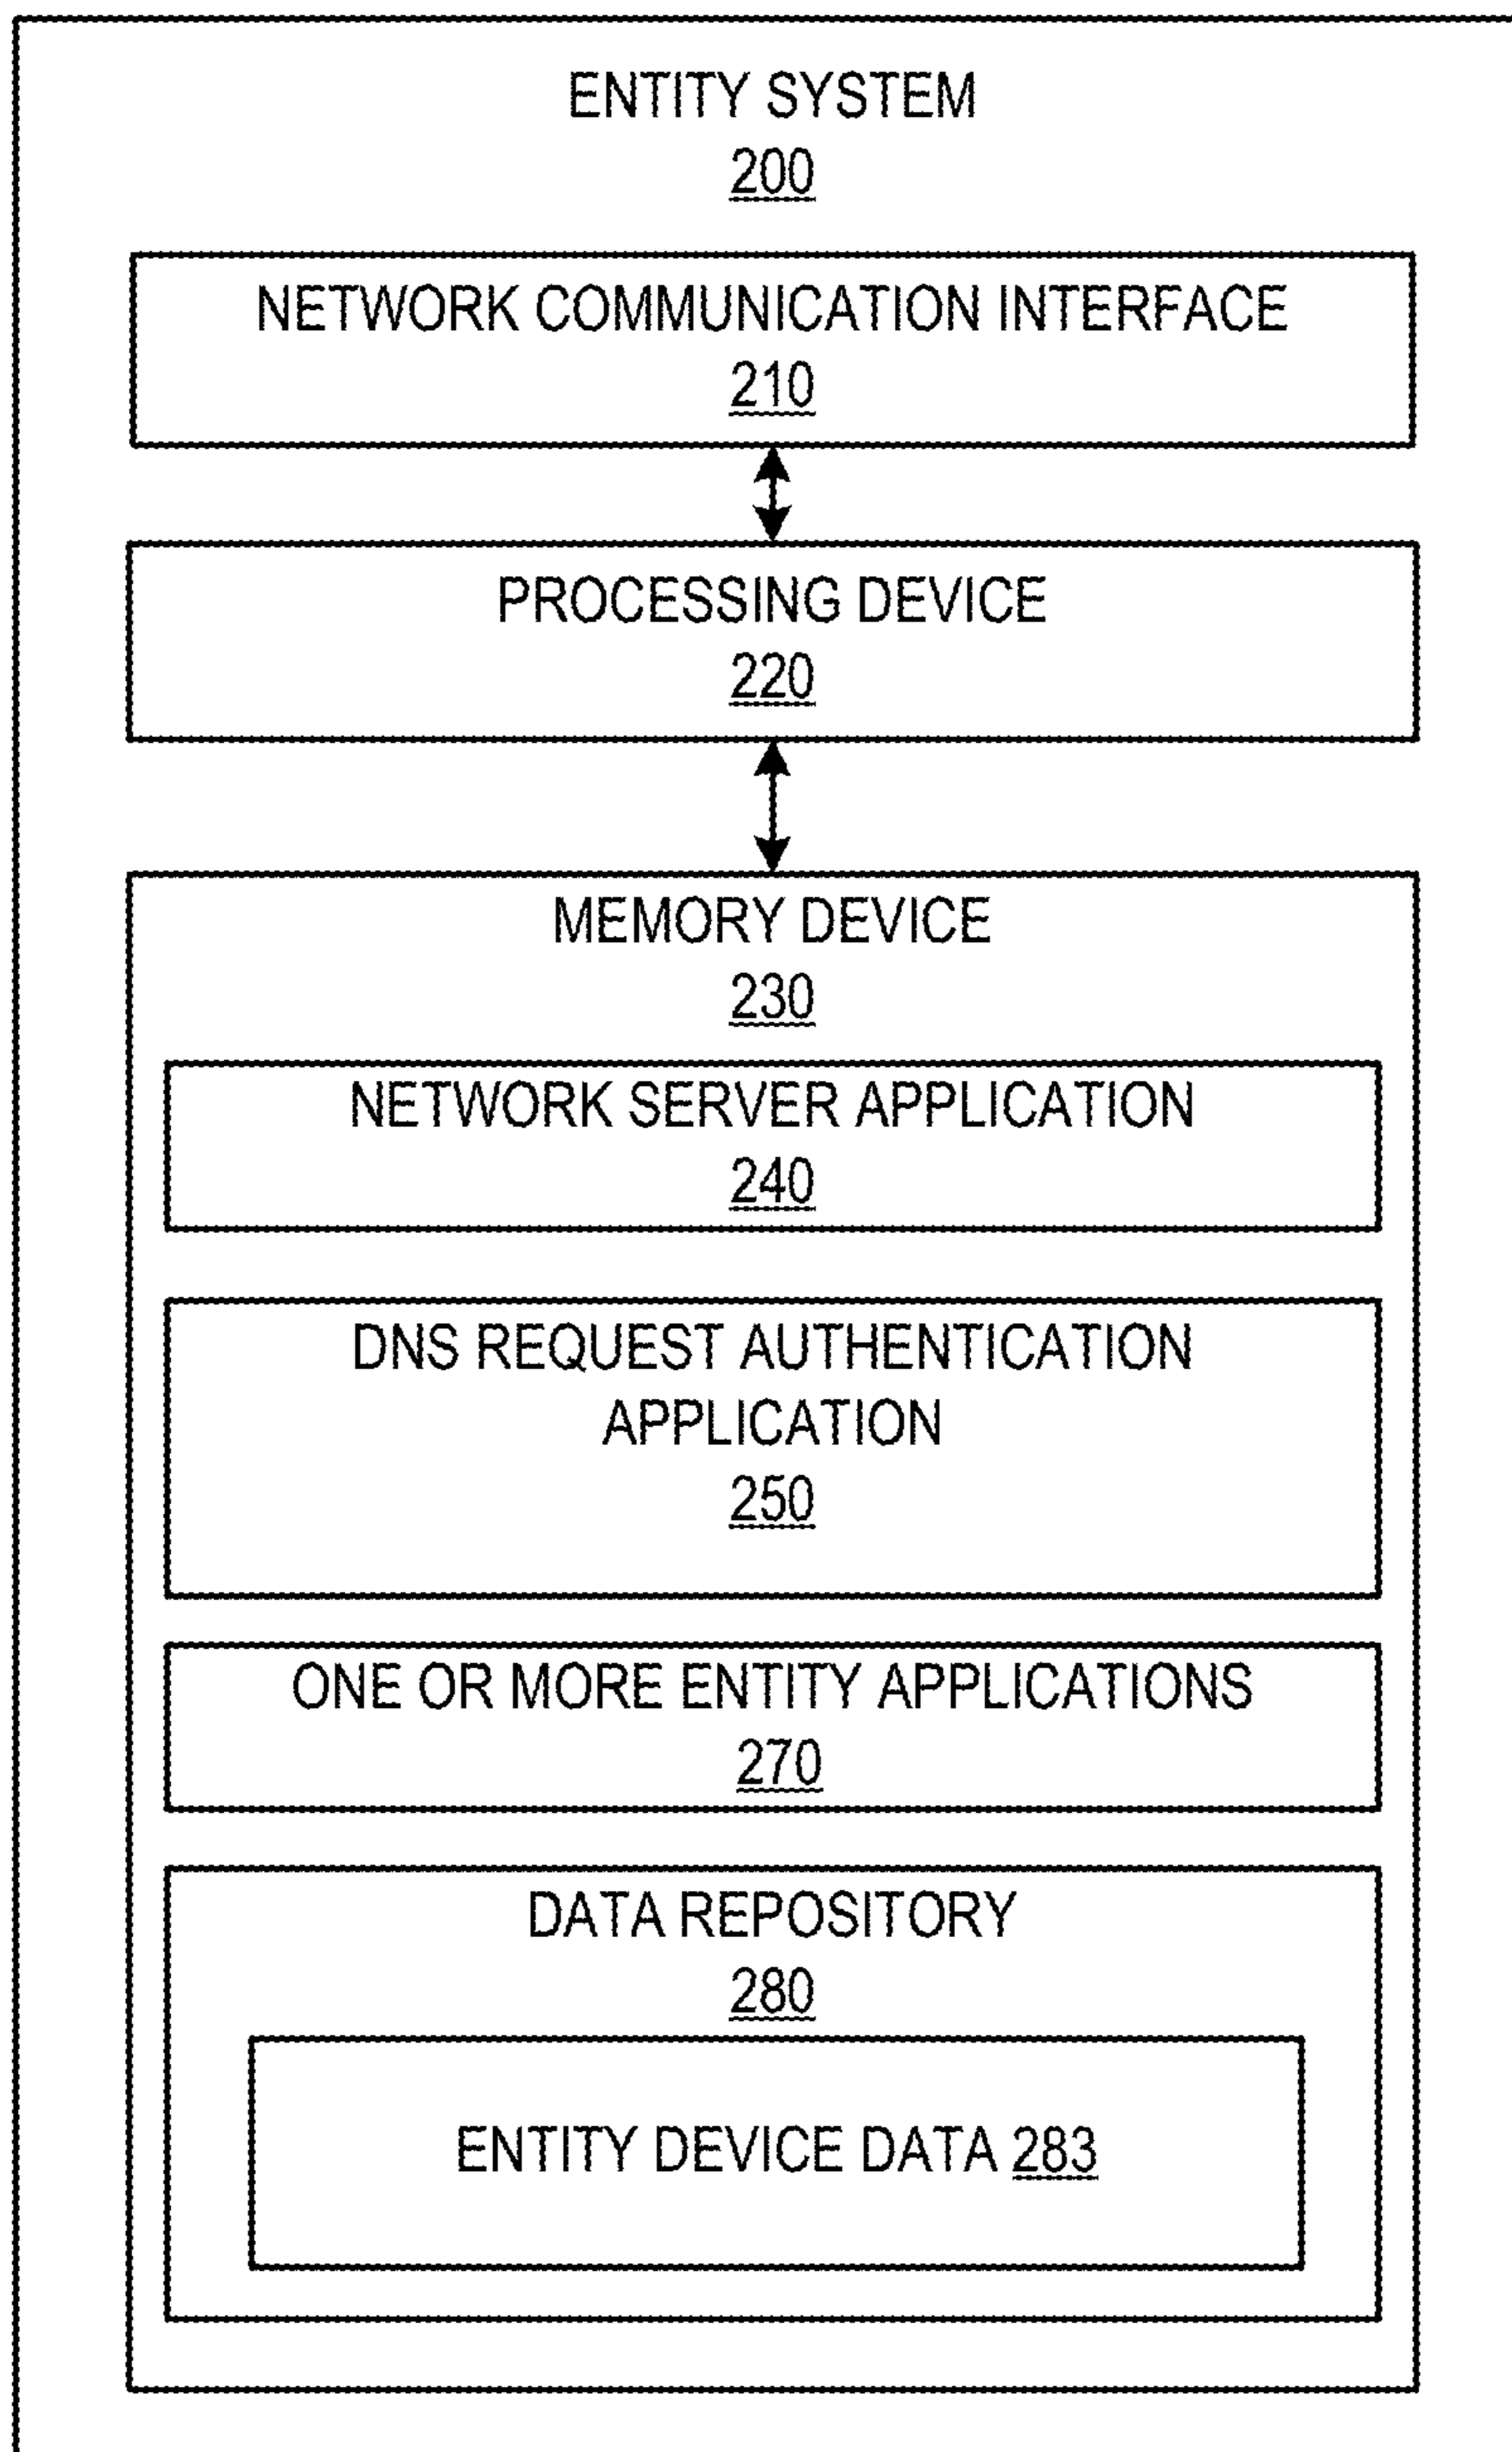 ENTITY SYSTEM
200
NETWORK COMMUNICATION INTERFACE
210
PROCESSING DEVICE
220
MEMORY DEVICE
230
NETWORK SERVER APPLICATION
240
DNS REQUEST AUTHENTICATION
APPLICATION
250
ONE OR MORE ENTITY APPLICATIONS
270
DATA REPOSITORY
280
ENTITY DEVICE DATA 283